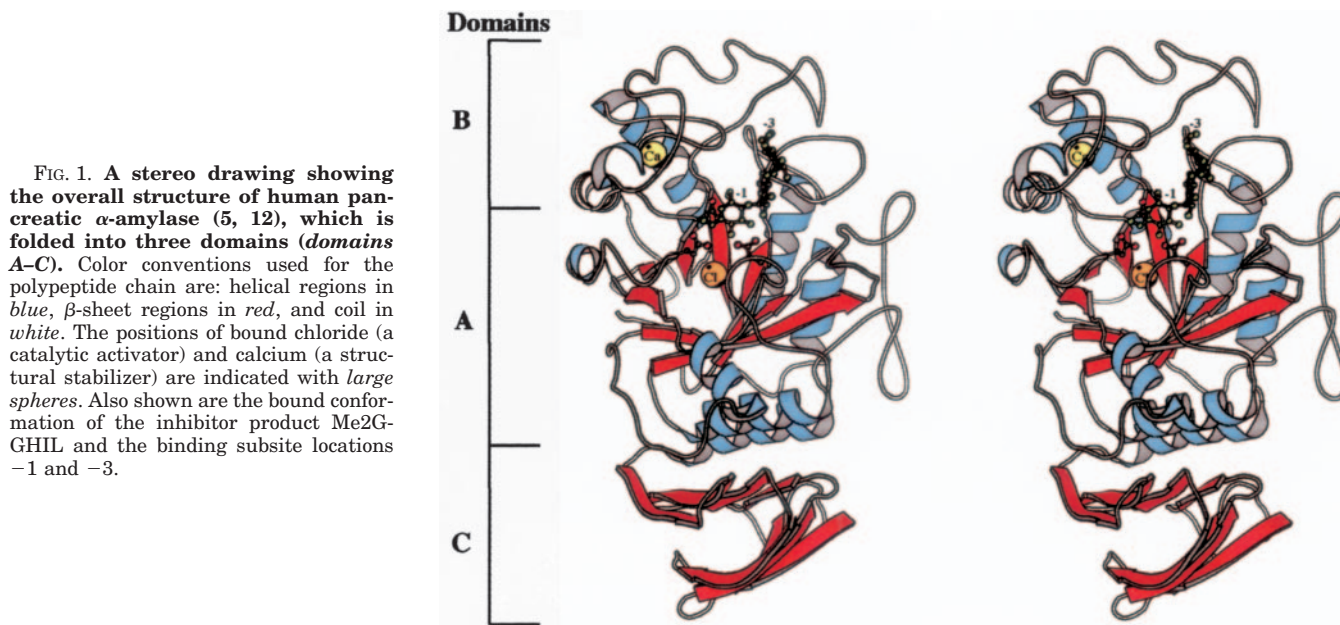 FIG. 1. A stereo drawing showing
the overall structure of human pan-
creatic α-amylase (5, 12), which is
folded into three domains (domains
A–C). Color conventions used for the
polypeptide chain are: helical regions in
blue, β-sheet regions in red, and coil in
white. The positions of bound chloride (a
catalytic activator) and calcium (a struc-
tural stabilizer) are indicated with large
spheres. Also shown are the bound confor-
mation of the inhibitor product Me2G-
GHIL and the binding subsite locations
−1 and −3.
Domains
B
A
C
-3
Ca
-1
Cl
-3
Ca
-1
Cl